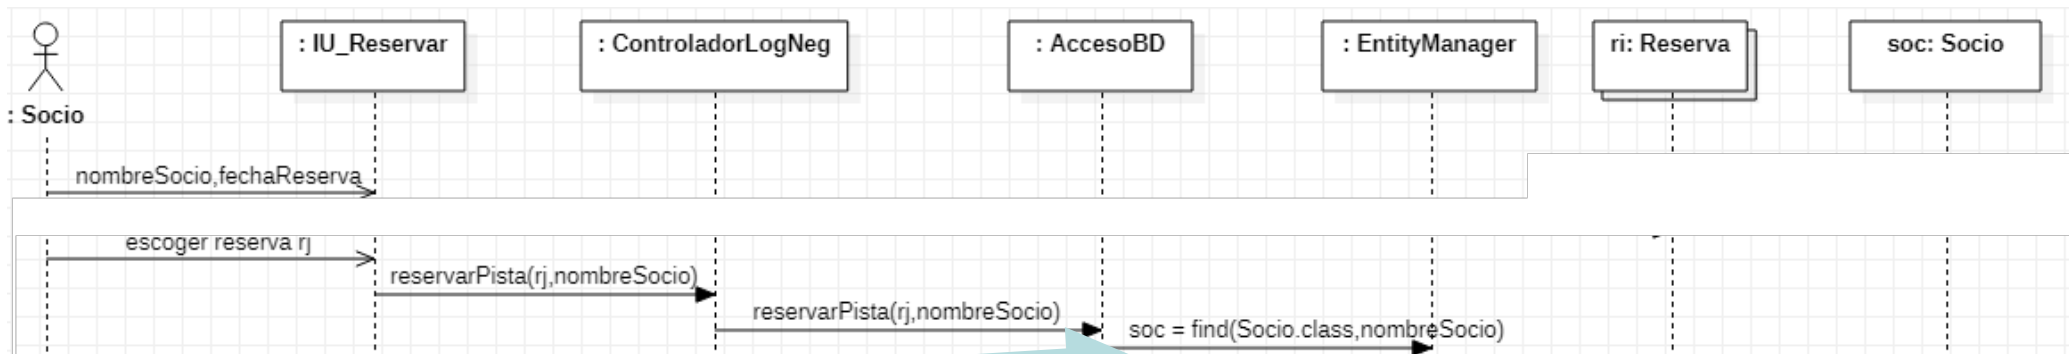 : IU_Reservar
: ControladorLogNeg
: AccesoBD
: EntityManager
ri: Reserva
soc: Socio
: Socio
nombreSocio,fechaReserva
escoger reserva rj
reservarPista(rj,nombreSocio)
reservarPista(rj,nombreSocio)
soc = find(Socio.class,nombreSocio)